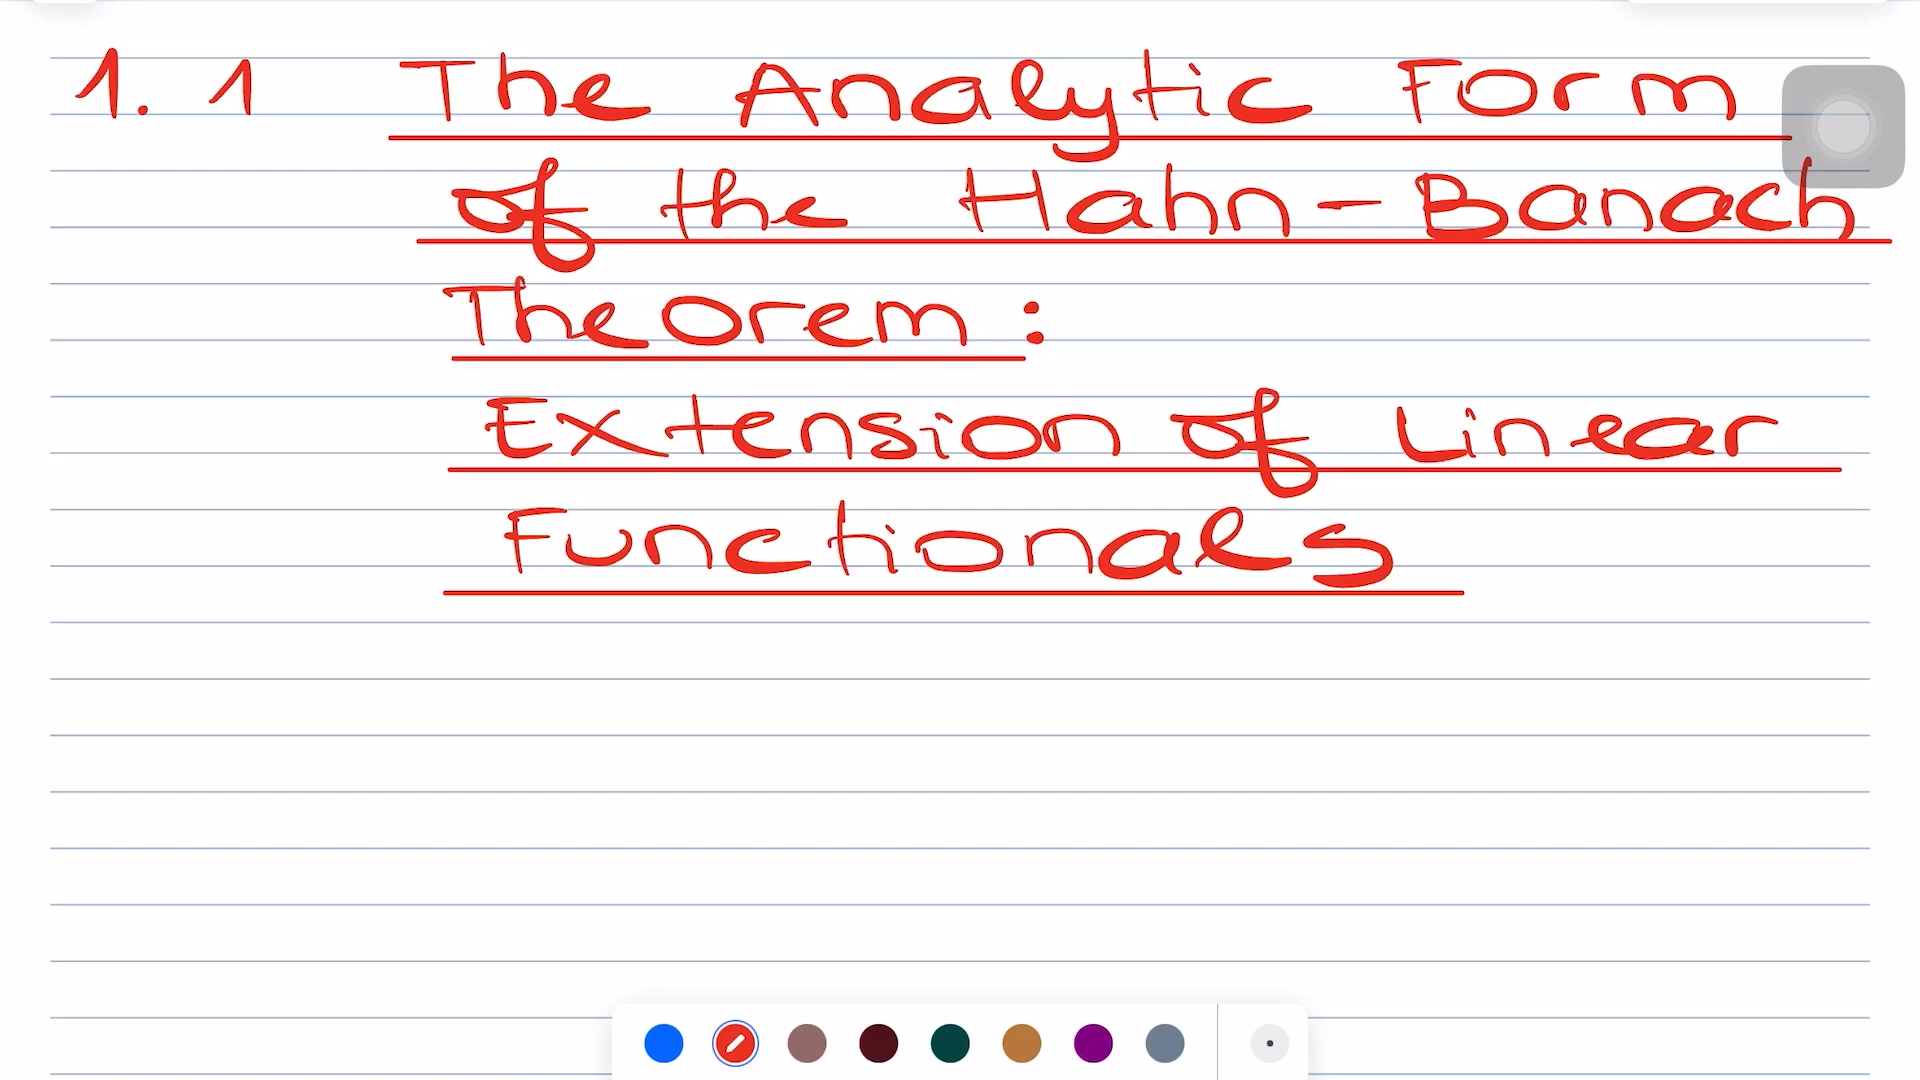 1.1 The Analytic Form
of the Hahn-Banach
Theorem:
Extension of Linear
Functionals